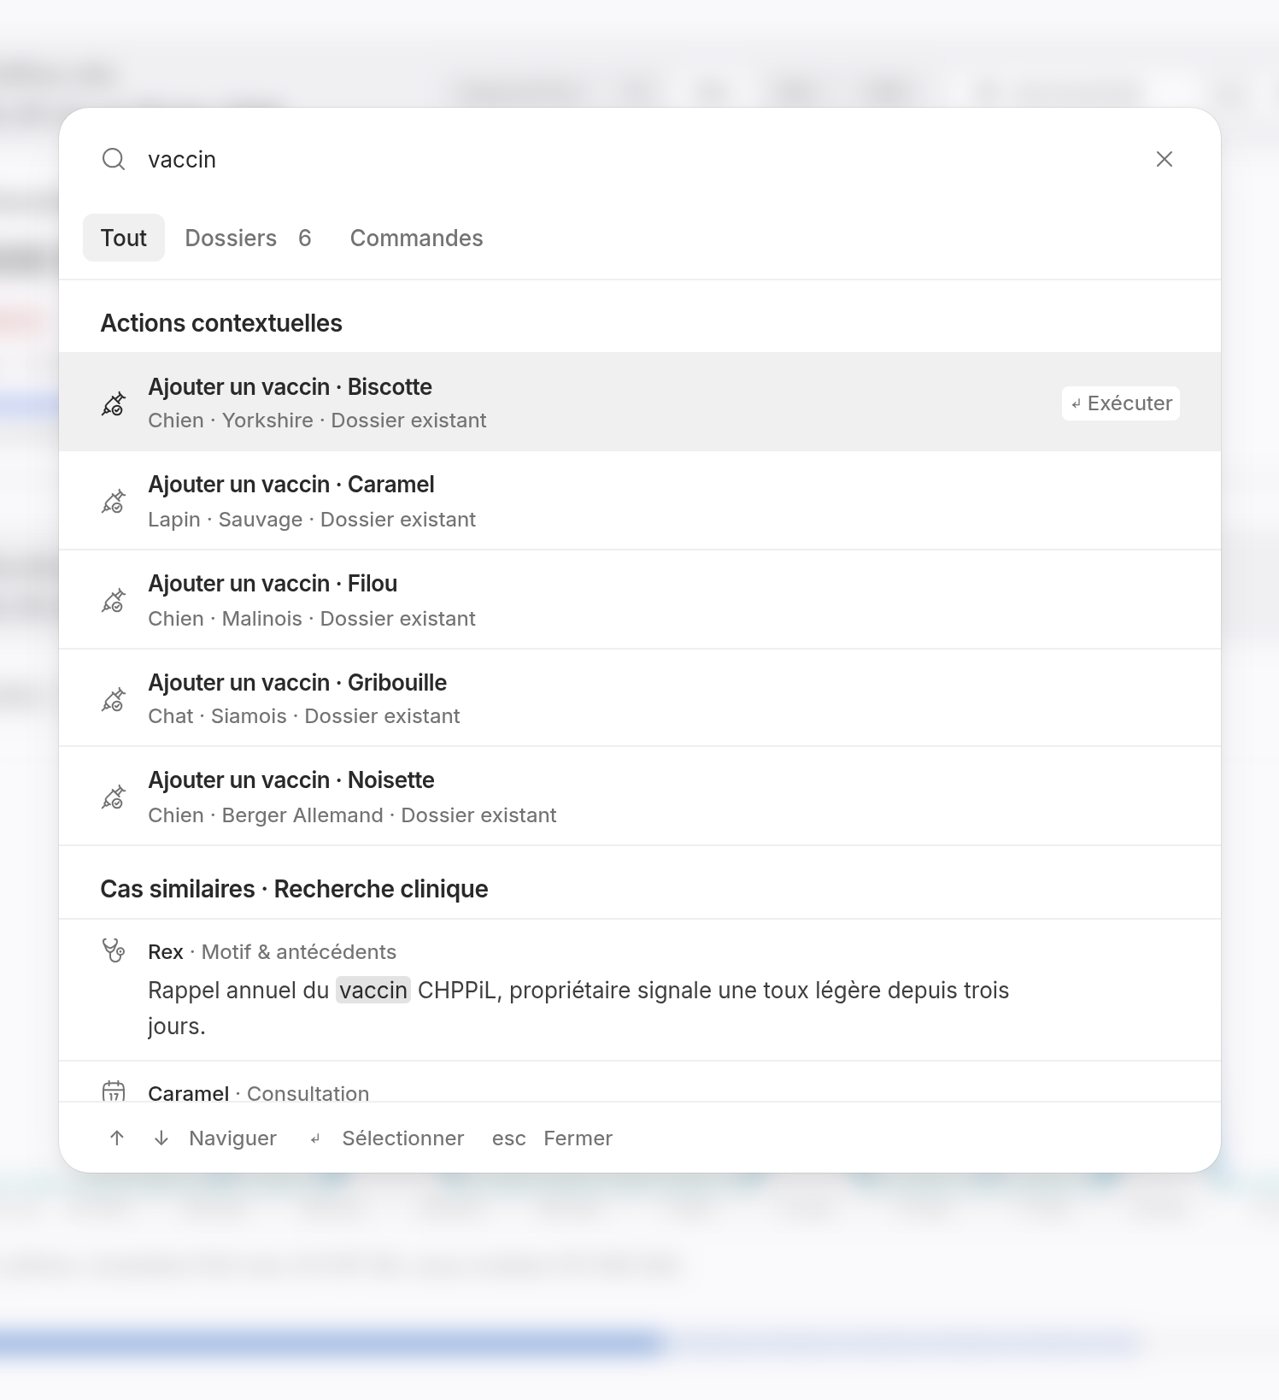 vaccin
Tout Dossiers 6 Commandes
Actions contextuelles
Ajouter un vaccin · Biscotte
Chien · Yorkshire · Dossier existant
↵ Exécuter
Ajouter un vaccin · Caramel
Lapin · Sauvage · Dossier existant
Ajouter un vaccin · Filou
Chien · Malinois · Dossier existant
Ajouter un vaccin · Gribouille
Chat · Siamois · Dossier existant
Ajouter un vaccin · Noisette
Chien · Berger Allemand · Dossier existant
Cas similaires · Recherche clinique
Rex · Motif & antécédents
Rappel annuel du vaccin CHPPiL, propriétaire signale une toux légère depuis trois
jours.
17
Caramel · Consultation
↑ ↓ Naviguer ↵ Sélectionner esc Fermer